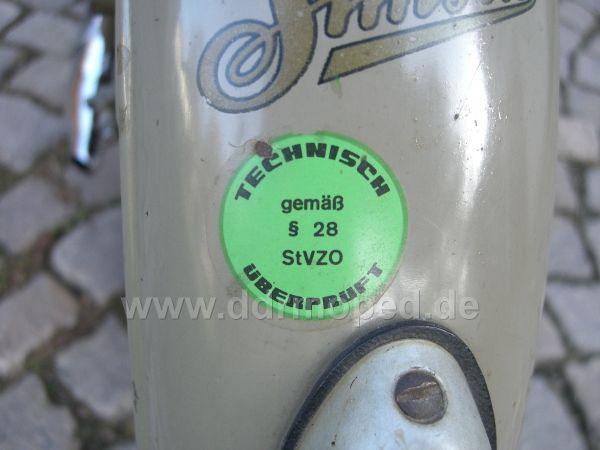 TECHNISCH
gemäß
§ 28
StVZO
ÜBERPRÜFT
www.ddrmoped.de